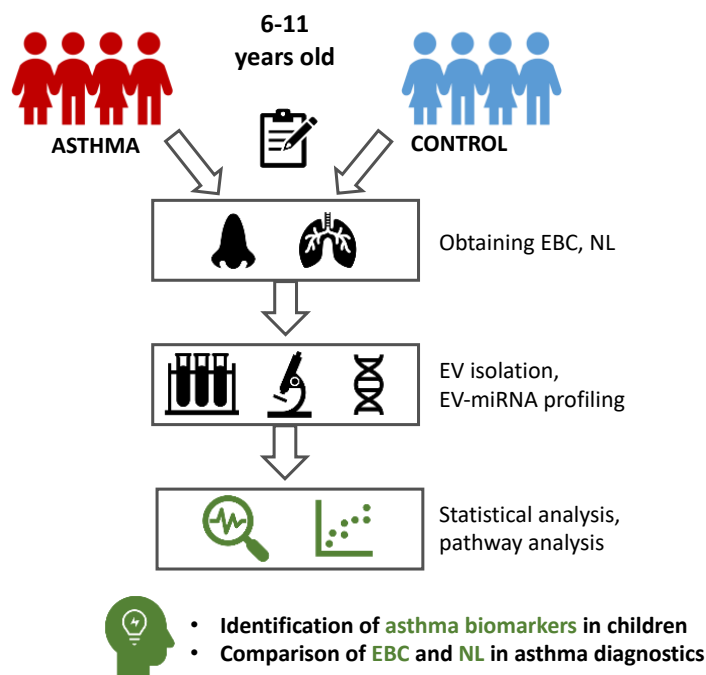 6-11
years old
ASTHMA
CONTROL
Obtaining EBC, NL
EV isolation,
EV-miRNA profiling
Statistical analysis,
pathway analysis
• Identification of asthma biomarkers in children
• Comparison of EBC and NL in asthma diagnostics